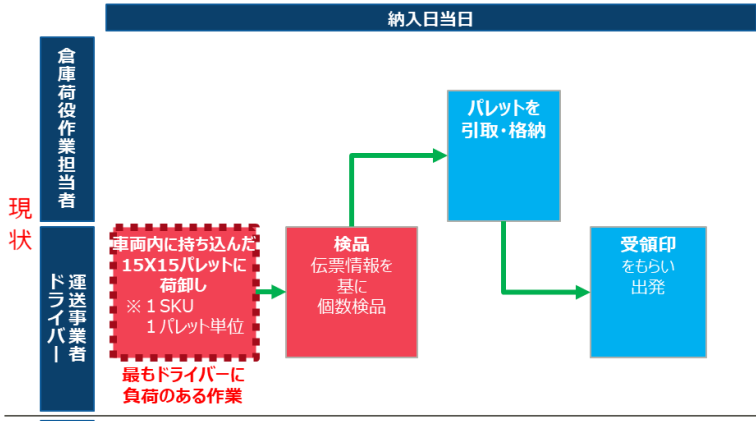 納入日当日
倉庫荷役作業担当者
現状
運送事業者
ドライバー
車両内に持ち込んだ
15X15パレットに
荷卸し
※１SKU
１パレット単位
最もドライバーに
負荷のある作業
検品
伝票情報を
基に
個数検品
パレットを
引取・格納
受領印
をもらい
出発